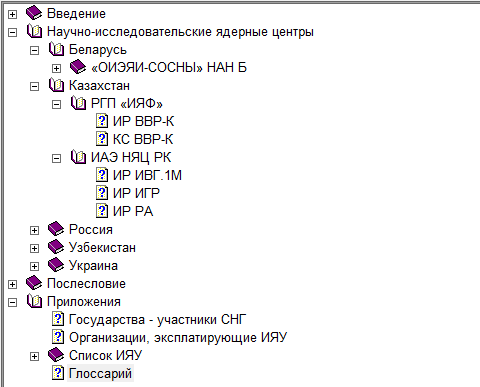 Введение
Научно-исследовательские ядерные центры
Беларусь
«ОИЭЯИ-СОСНЫ» НАН Б
Казахстан
РГП «ИЯФ»
ИР ВВР-К
КС ВВР-К
ИАЭ НЯЦ РК
ИР ИВГ.1М
ИР ИГР
ИР РА
Россия
Узбекистан
Украина
Послесловие
Приложения
Государства - участники СНГ
Организации, эксплатирующие ИЯУ
Список ИЯУ
Глоссарий